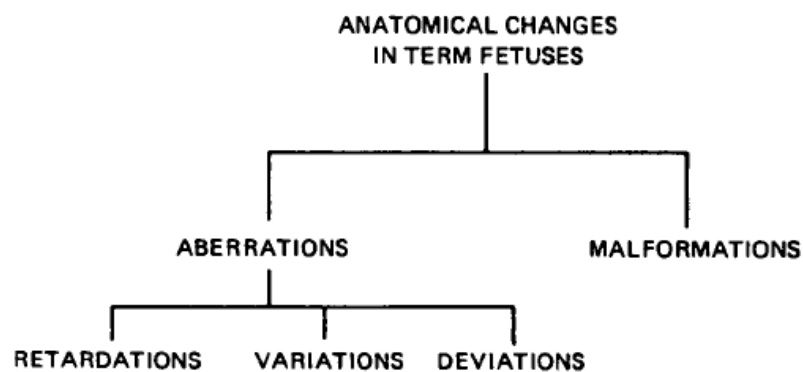 ANATOMICAL CHANGES
IN TERM FETUSES
ABERRATIONS
MALFORMATIONS
RETARDATIONS
VARIATIONS
DEVIATIONS